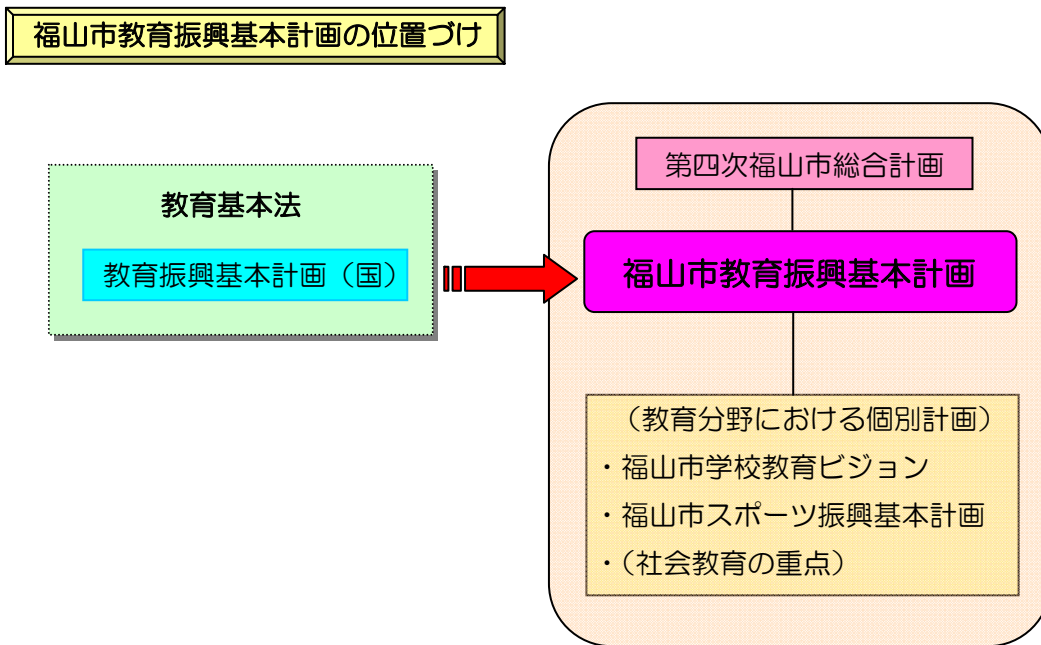 福山市教育振興基本計画の位置づけ
教育基本法
教育振興基本計画（国）
第四次福山市総合計画
福山市教育振興基本計画
（教育分野における個別計画）
・福山市学校教育ビジョン
・福山市スポーツ振興基本計画
・（社会教育の重点）